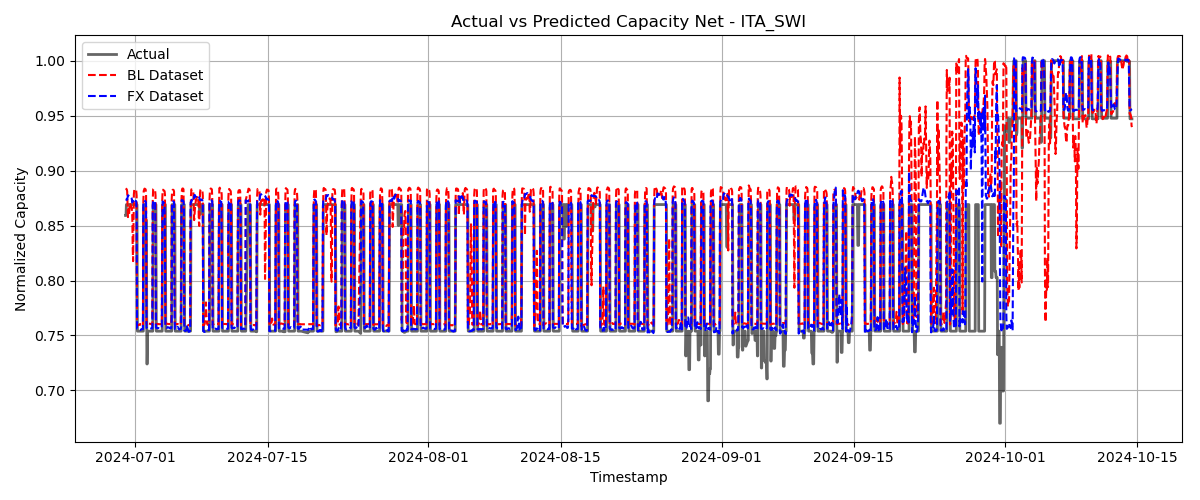 Actual vs Predicted Capacity Net - ITA_SWI
Actual
BL Dataset
FX Dataset
Normalized Capacity
1.00
0.95
0.90
0.85
0.80
0.75
0.70
2024-07-01
2024-07-15
2024-08-01
2024-08-15
2024-09-01
2024-09-15
2024-10-01
2024-10-15
Timestamp